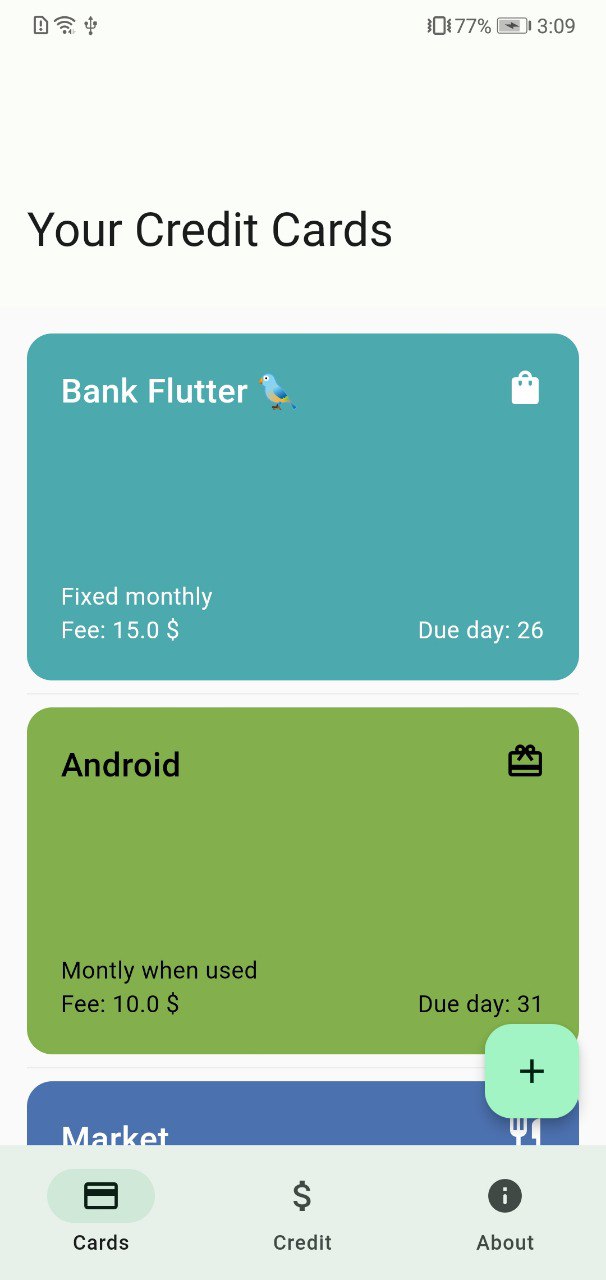 77% 3:09
Your Credit Cards
Bank Flutter
Fixed monthly
Fee: 15.0 $
Due day: 26
Android
Montly when used
Fee: 10.0 $
Due day: 31
Market
Cards
Credit
About